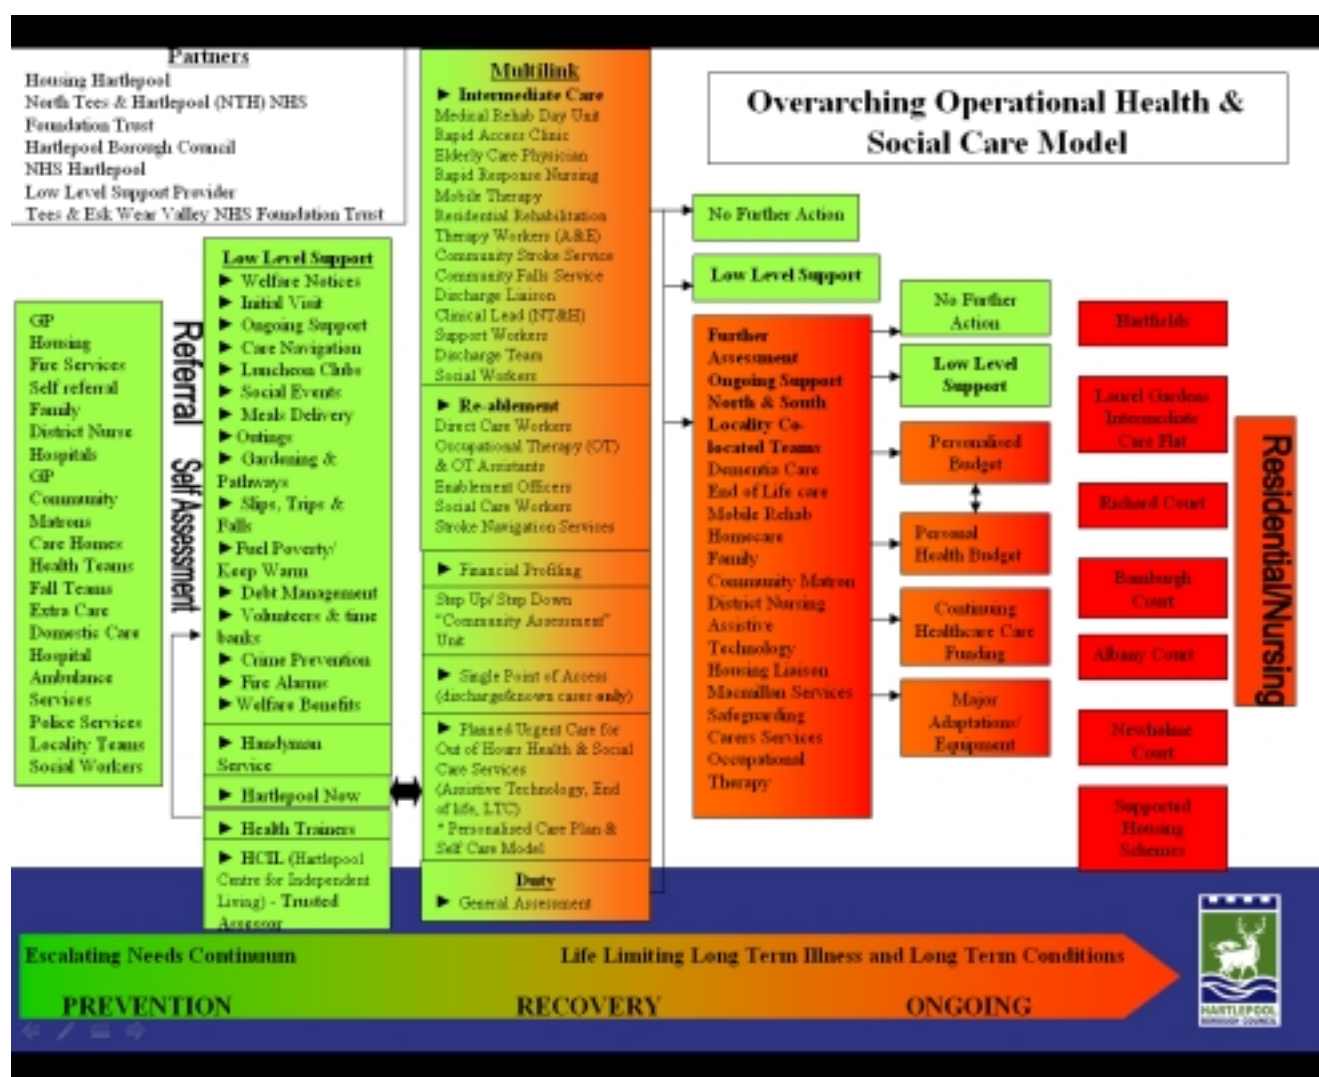 Partners
Housing Hartlepool
North Tees & Hartlepool (NTH) NHS
Foundation Trust
Hartlepool Borough Council
NHS Hartlepool
Low Level Support Provider
Tees & Esk Wear Valley NHS Foundation Trust
Overarching Operational Health &
Social Care Model
GP
Housing
Fire Services
Self referral
Family
District Nurse
Hospitals
GP
Community
Matrons
Care Homes
Health Teams
Fall Teams
Extra Care
Domestic Care
Hospital
Ambulance
Services
Police Services
Locality Teams
Social Workers
Referral Self Assessment
Low Level Support
► Welfare Notices
► Initial Visit
► Ongoing Support
► Care Navigation
► Luncheon Clubs
► Social Events
► Meals Delivery
► Outings
► Gardening &
Pathways
► Slips, Trips &
Falls
► Fuel Poverty/
Keep Warm
► Debt Management
► Volunteers & time
banks
► Crime Prevention
► Fire Alarms
► Welfare Benefits
► Handyman
Service
► Hartlepool Now
► Health Trainers
► HCIL (Hartlepool
Centre for Independent
Living) - Trusted
Assessor
Multilink
► Intermediate Care
Medical Rehab Day Unit
Rapid Access Clinic
Elderly Care Physician
Rapid Response Nursing
Mobile Therapy
Residential Rehabilitation
Therapy Workers (A&E)
Community Stroke Service
Community Falls Service
Discharge Liaison
Clinical Lead (NT&H)
Support Workers
Discharge Team
Social Workers
► Re-ablement
Direct Care Workers
Occupational Therapy (OT)
& OT Assistants
Enablement Officers
Social Care Workers
Stroke Navigation Services
► Financial Profiling
Step Up/ Step Down
"Community Assessment"
Unit
► Single Point of Access
(discharge/known cases only)
► Planned Urgent Care for
Out of Hours Health & Social
Care Services
(Assistive Technology, End
of life, LTC)
* Personalised Care Plan &
Self Care Model
Duty
► General Assessment
No Further Action
Low Level Support
Further
Assessment
Ongoing Support
North & South
Locality Co-
located Teams
Dementia Care
End of Life care
Mobile Rehab
Homecare
Family
Community Matron
District Nursing
Assistive
Technology
Housing Liaison
Macmillan Services
Safeguarding
Carers Services
Occupational
Therapy
No Further
Action
Low Level
Support
Personalised
Budget
Personal
Health Budget
Continuing
Healthcare Care
Funding
Major
Adaptations/
Equipment
Hartfields
Laurel Gardens
Intermediate
Care Flat
Richard Court
Bamburgh
Court
Albany Court
Newholme
Court
Supported
Housing
Schemes
Residential/Nursing
Escalating Needs Continuum
Life Limiting Long Term Illness and Long Term Conditions
PREVENTION
RECOVERY
ONGOING
HARTLEPOOL
BOROUGH COUNCIL